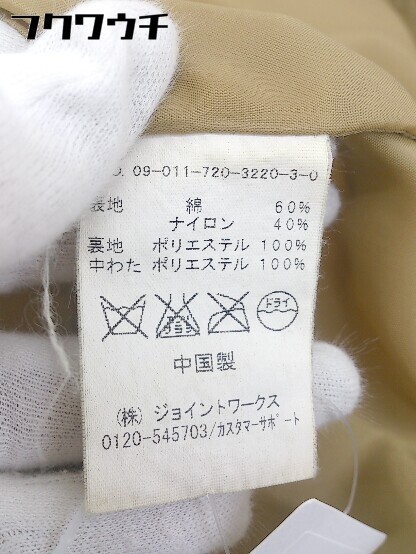 フクワウチ
O. 09-011-720-3220-3-0
表地 綿 60%
ナイロン 40%
裏地 ポリエステル 100%
中わた ポリエステル 100%
ドライ
中国製
(株) ジョイントワークス
0120-545703/カスタマーサポート